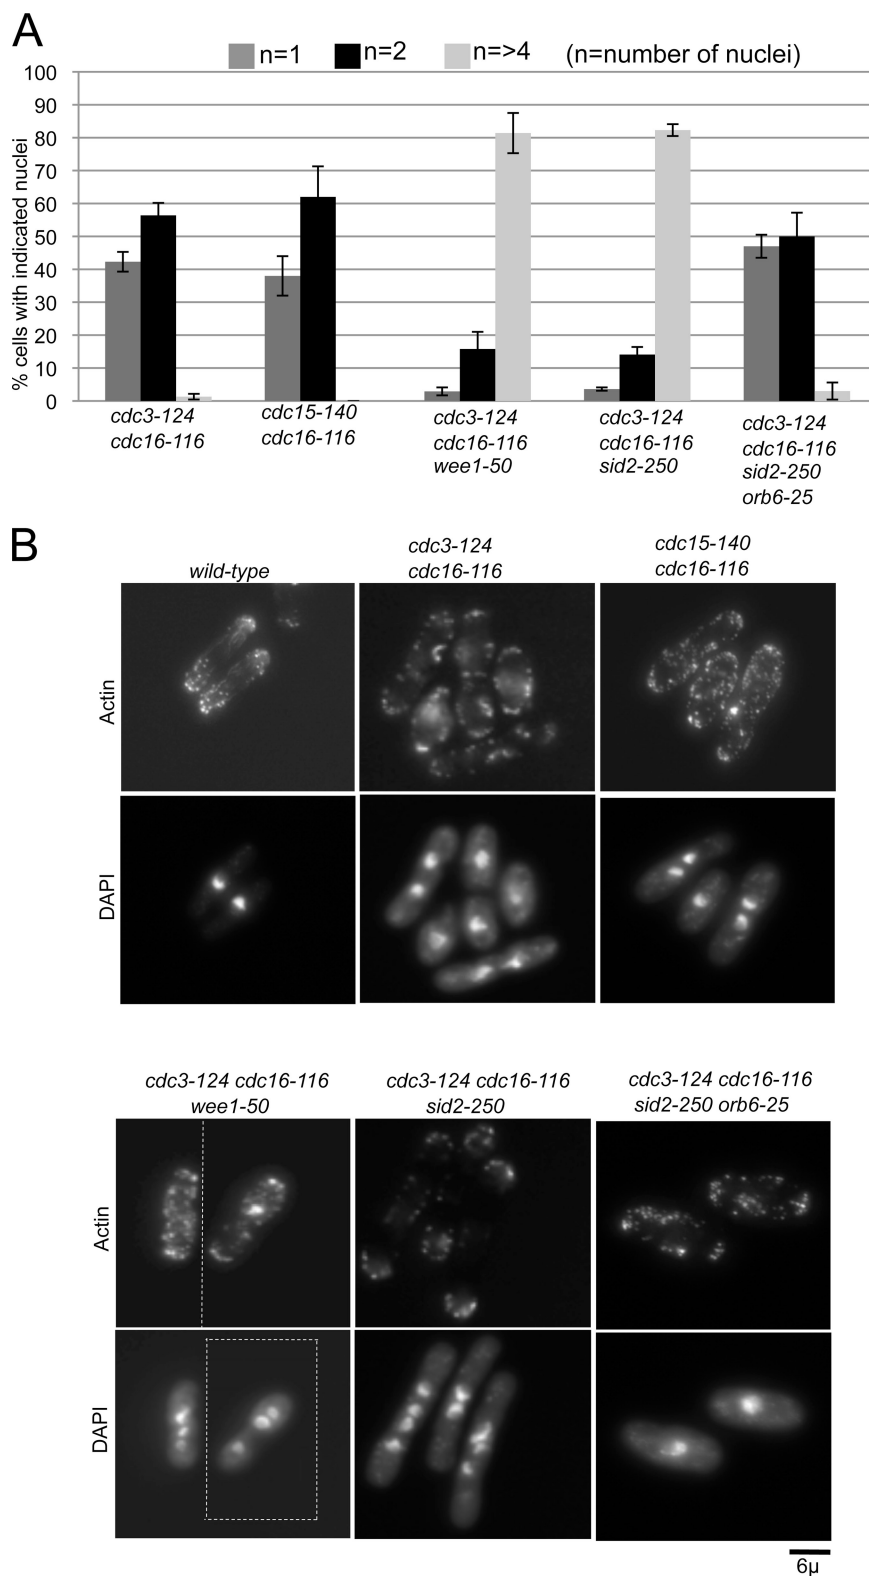 A
n=1 n=2 n=>4 (n=number of nuclei)
% cells with indicated nuclei
100
90
80
70
60
50
40
30
20
10
0
cdc3-124
cdc16-116
cdc15-140
cdc16-116
cdc3-124
cdc16-116
wee1-50
cdc3-124
cdc16-116
sid2-250
cdc3-124
cdc16-116
sid2-250
orb6-25
B
wild-type
cdc3-124
cdc16-116
cdc15-140
cdc16-116
Actin
DAPI
cdc3-124 cdc16-116
wee1-50
cdc3-124 cdc16-116
sid2-250
cdc3-124 cdc16-116
sid2-250 orb6-25
Actin
DAPI
6μ